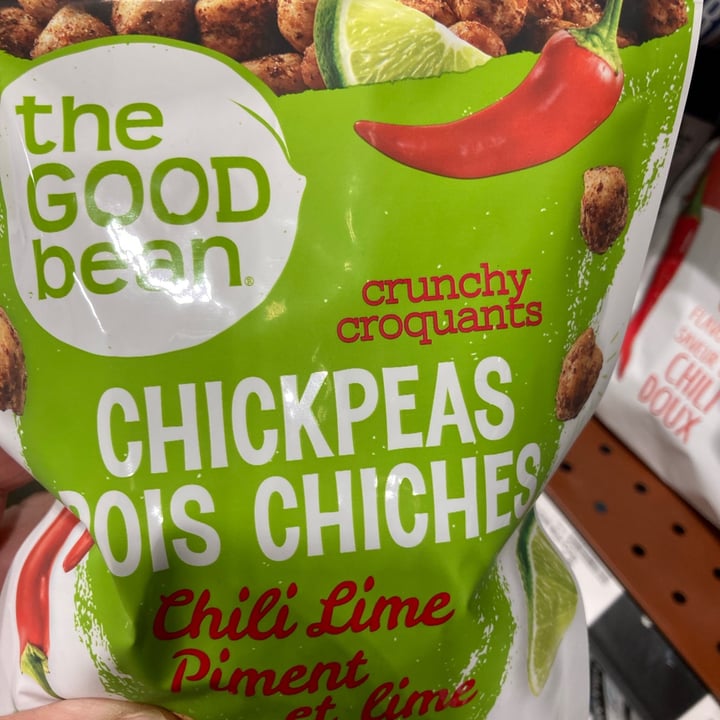 the
GOOD
bean®
crunchy
croquants
CHICKPEAS
POIS CHICHES
Chili Lime
Piment
et lime
CHILI
DOUX